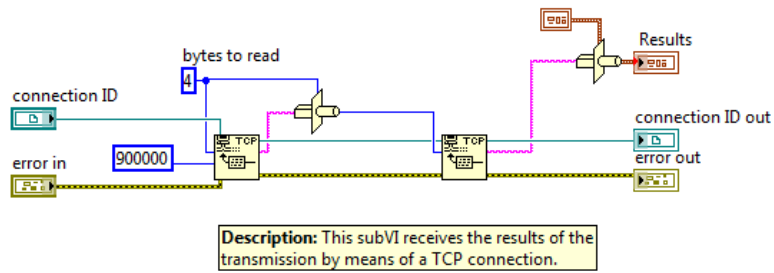 Results
bytes to read
4
connection ID
TCP
TCP
connection ID out
900000
error in
error out
Description: This subVI receives the results of the
transmission by means of a TCP connection.